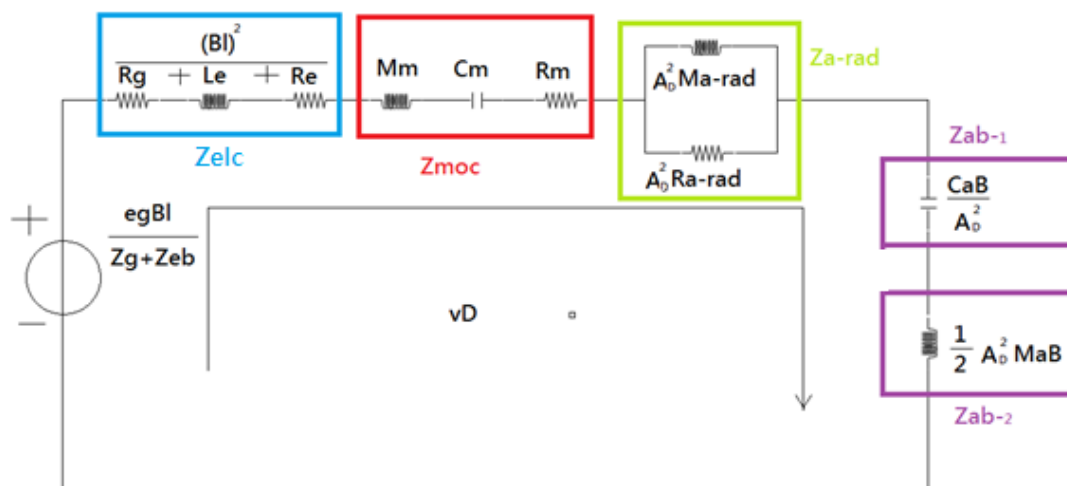 (Bl)²
Rg + Le + Re
Zelc
Mm Cm Rm
Zmoc
Za-rad
A_D² Ma-rad
A_D² Ra-rad
Zab-1
CaB
A_D²
+
egBl
Zg+Zeb
−
vD
1
2
A_D² MaB
Zab-2